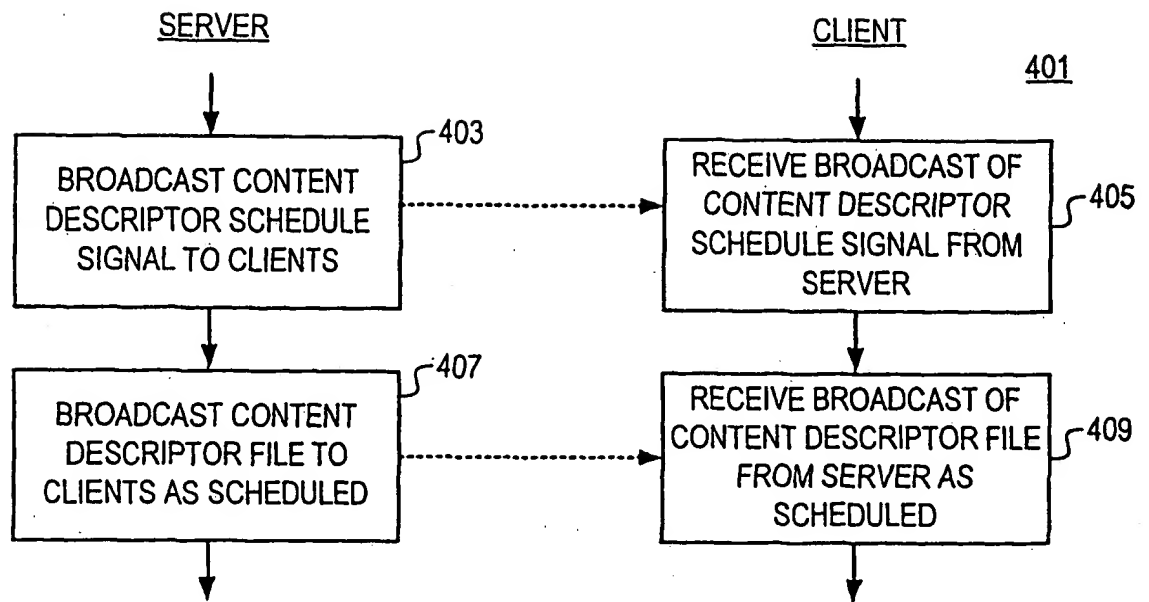 SERVER
CLIENT
401
403
BROADCAST CONTENT
DESCRIPTOR SCHEDULE
SIGNAL TO CLIENTS
RECEIVE BROADCAST OF
CONTENT DESCRIPTOR
SCHEDULE SIGNAL FROM
SERVER
405
407
BROADCAST CONTENT
DESCRIPTOR FILE TO
CLIENTS AS SCHEDULED
RECEIVE BROADCAST OF
CONTENT DESCRIPTOR FILE
FROM SERVER AS
SCHEDULED
409